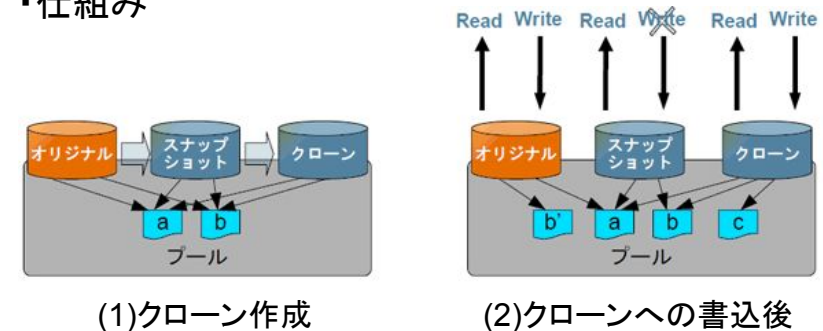 ・仕組み
Read Write Read Write Read Write
オリジナル
スナップ
ショット
クローン
a b
プール
オリジナル
スナップ
ショット
クローン
b' a b c
プール
(1)クローン作成
(2)クローンへの書込後